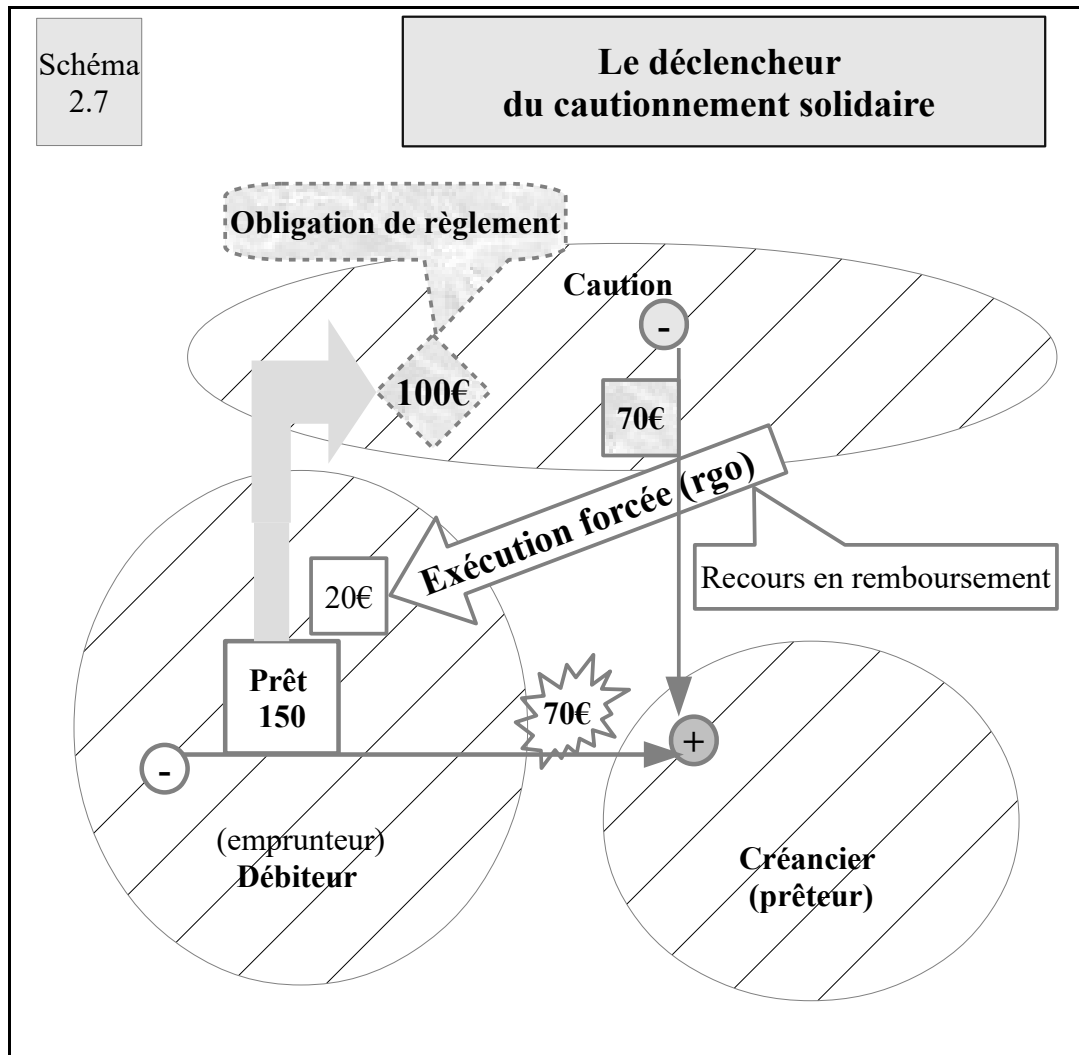 Schéma
2.7
Le déclencheur
du cautionnement solidaire
Obligation de règlement
Caution
-
100€
70€
Exécution forcée (rgo)
Recours en remboursement
20€
Prêt
150
70€
-
+
(emprunteur)
Débiteur
Créancier
(prêteur)